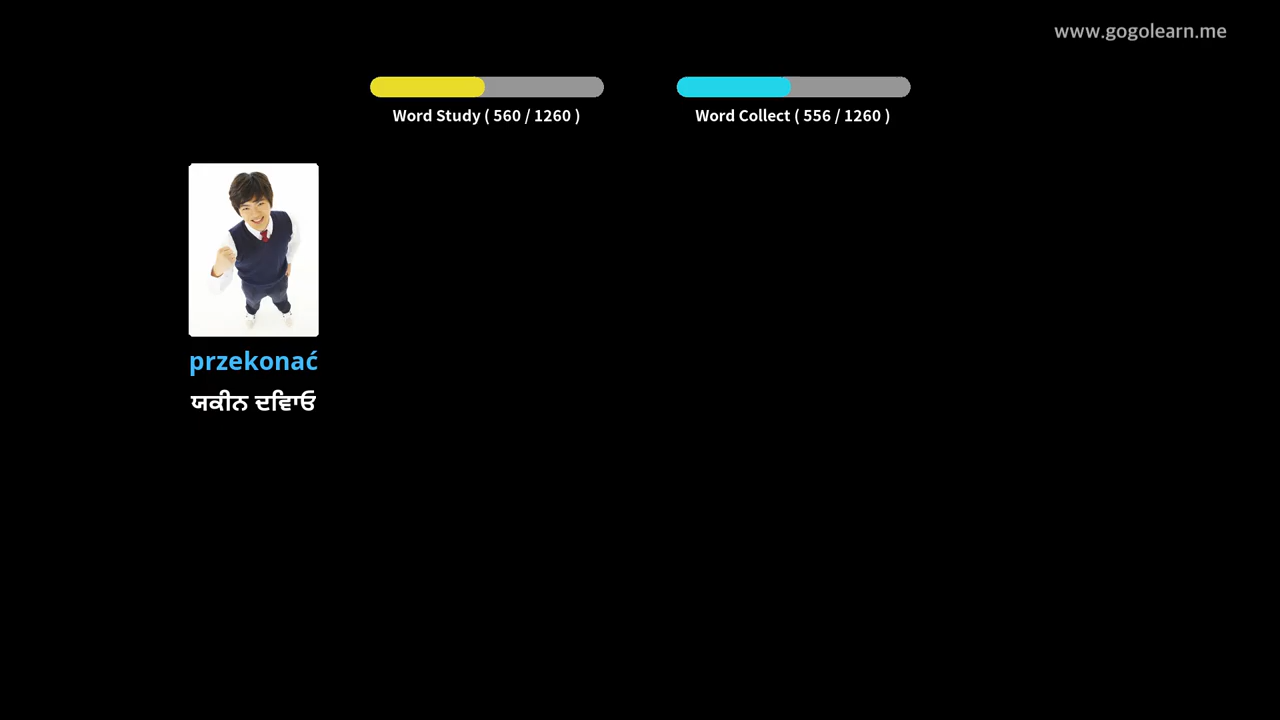 www.gogolearn.me
Word Study ( 560 / 1260 )
Word Collect ( 556 / 1260 )
przekonać
ਯਕੀਨ ਦਵਿਾਓ